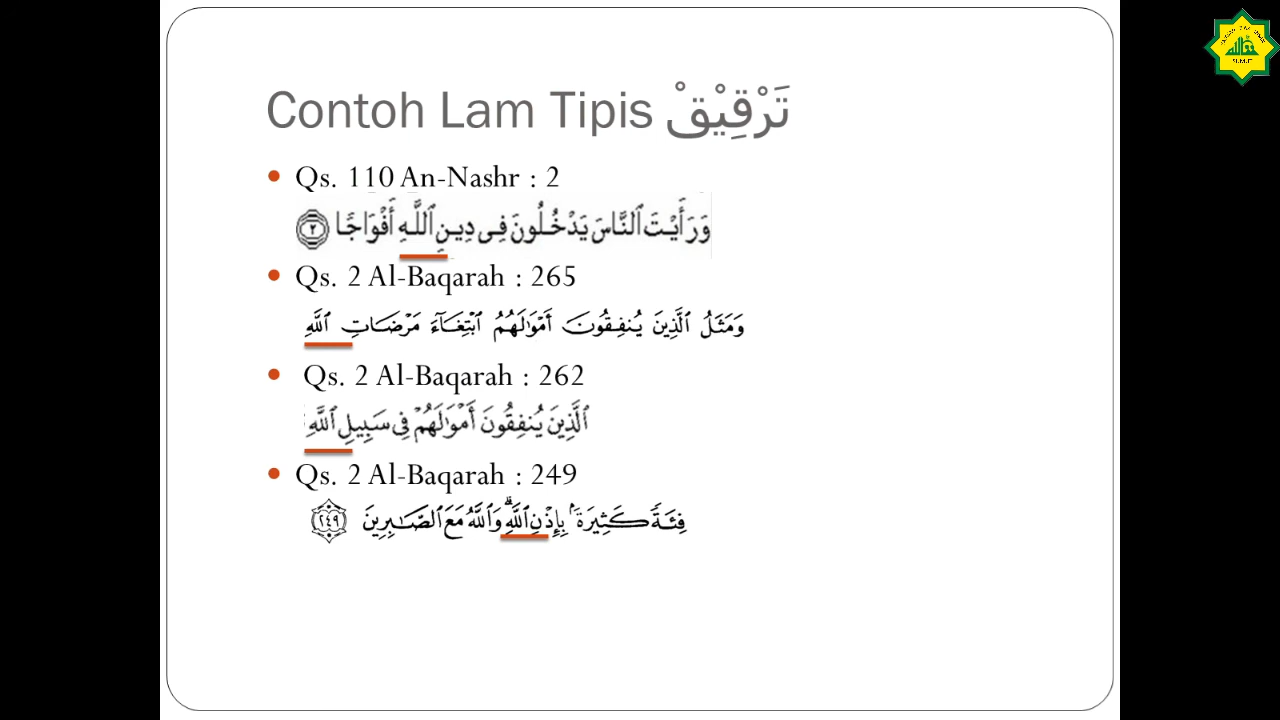 Contoh Lam Tipis تَرْقِيْقْ
Qs. 110 An-Nashr : 2
وَرَأَيْتَ ٱلنَّاسَ يَدْخُلُونَ فِى دِينِ ٱللَّهِ أَفْوَاجًا ٢
Qs. 2 Al-Baqarah : 265
وَمَثَلُ ٱلَّذِينَ يُنفِقُونَ أَمْوَٰلَهُمُ ٱبْتِغَآءَ مَرْضَاتِ ٱللَّهِ
Qs. 2 Al-Baqarah : 262
ٱلَّذِينَ يُنفِقُونَ أَمْوَٰلَهُمْ فِى سَبِيلِ ٱللَّهِ
Qs. 2 Al-Baqarah : 249
فِئَةً كَثِيرَةَۢ بِإِذْنِ ٱللَّهِ ۗ وَٱللَّهُ مَعَ ٱلصَّـٰبِرِينَ ٢٤٩